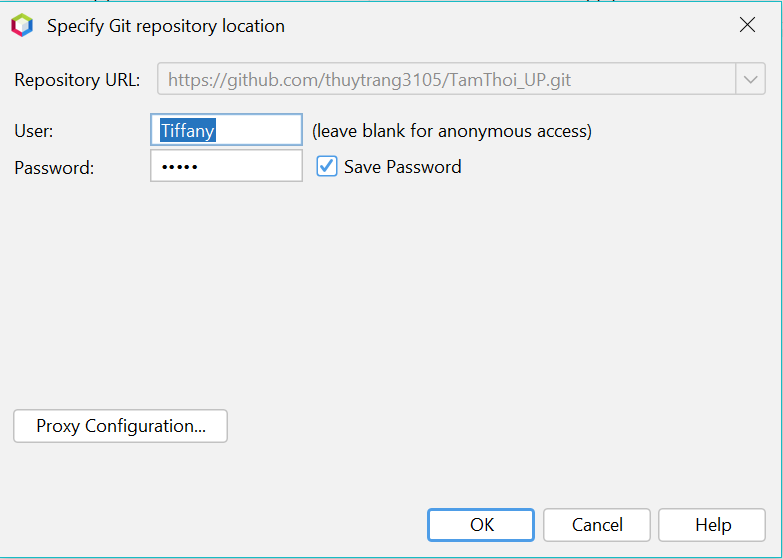 Specify Git repository location
Repository URL: https://github.com/thuytrang3105/TamThoi_UP.git
User: Tiffany (leave blank for anonymous access)
Password: ••••• Save Password
Proxy Configuration...
OK Cancel Help